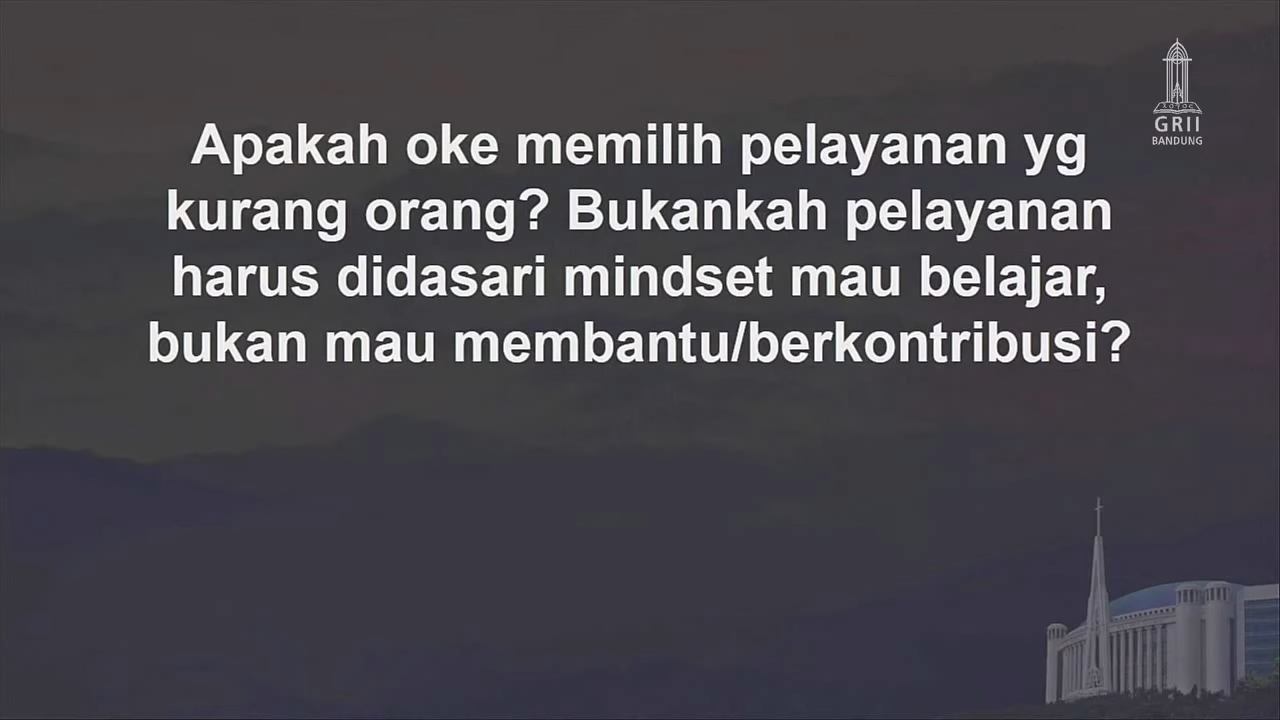 Apakah oke memilih pelayanan yg
kurang orang? Bukankah pelayanan
harus didasari mindset mau belajar,
bukan mau membantu/berkontribusi?
GRII
BANDUNG